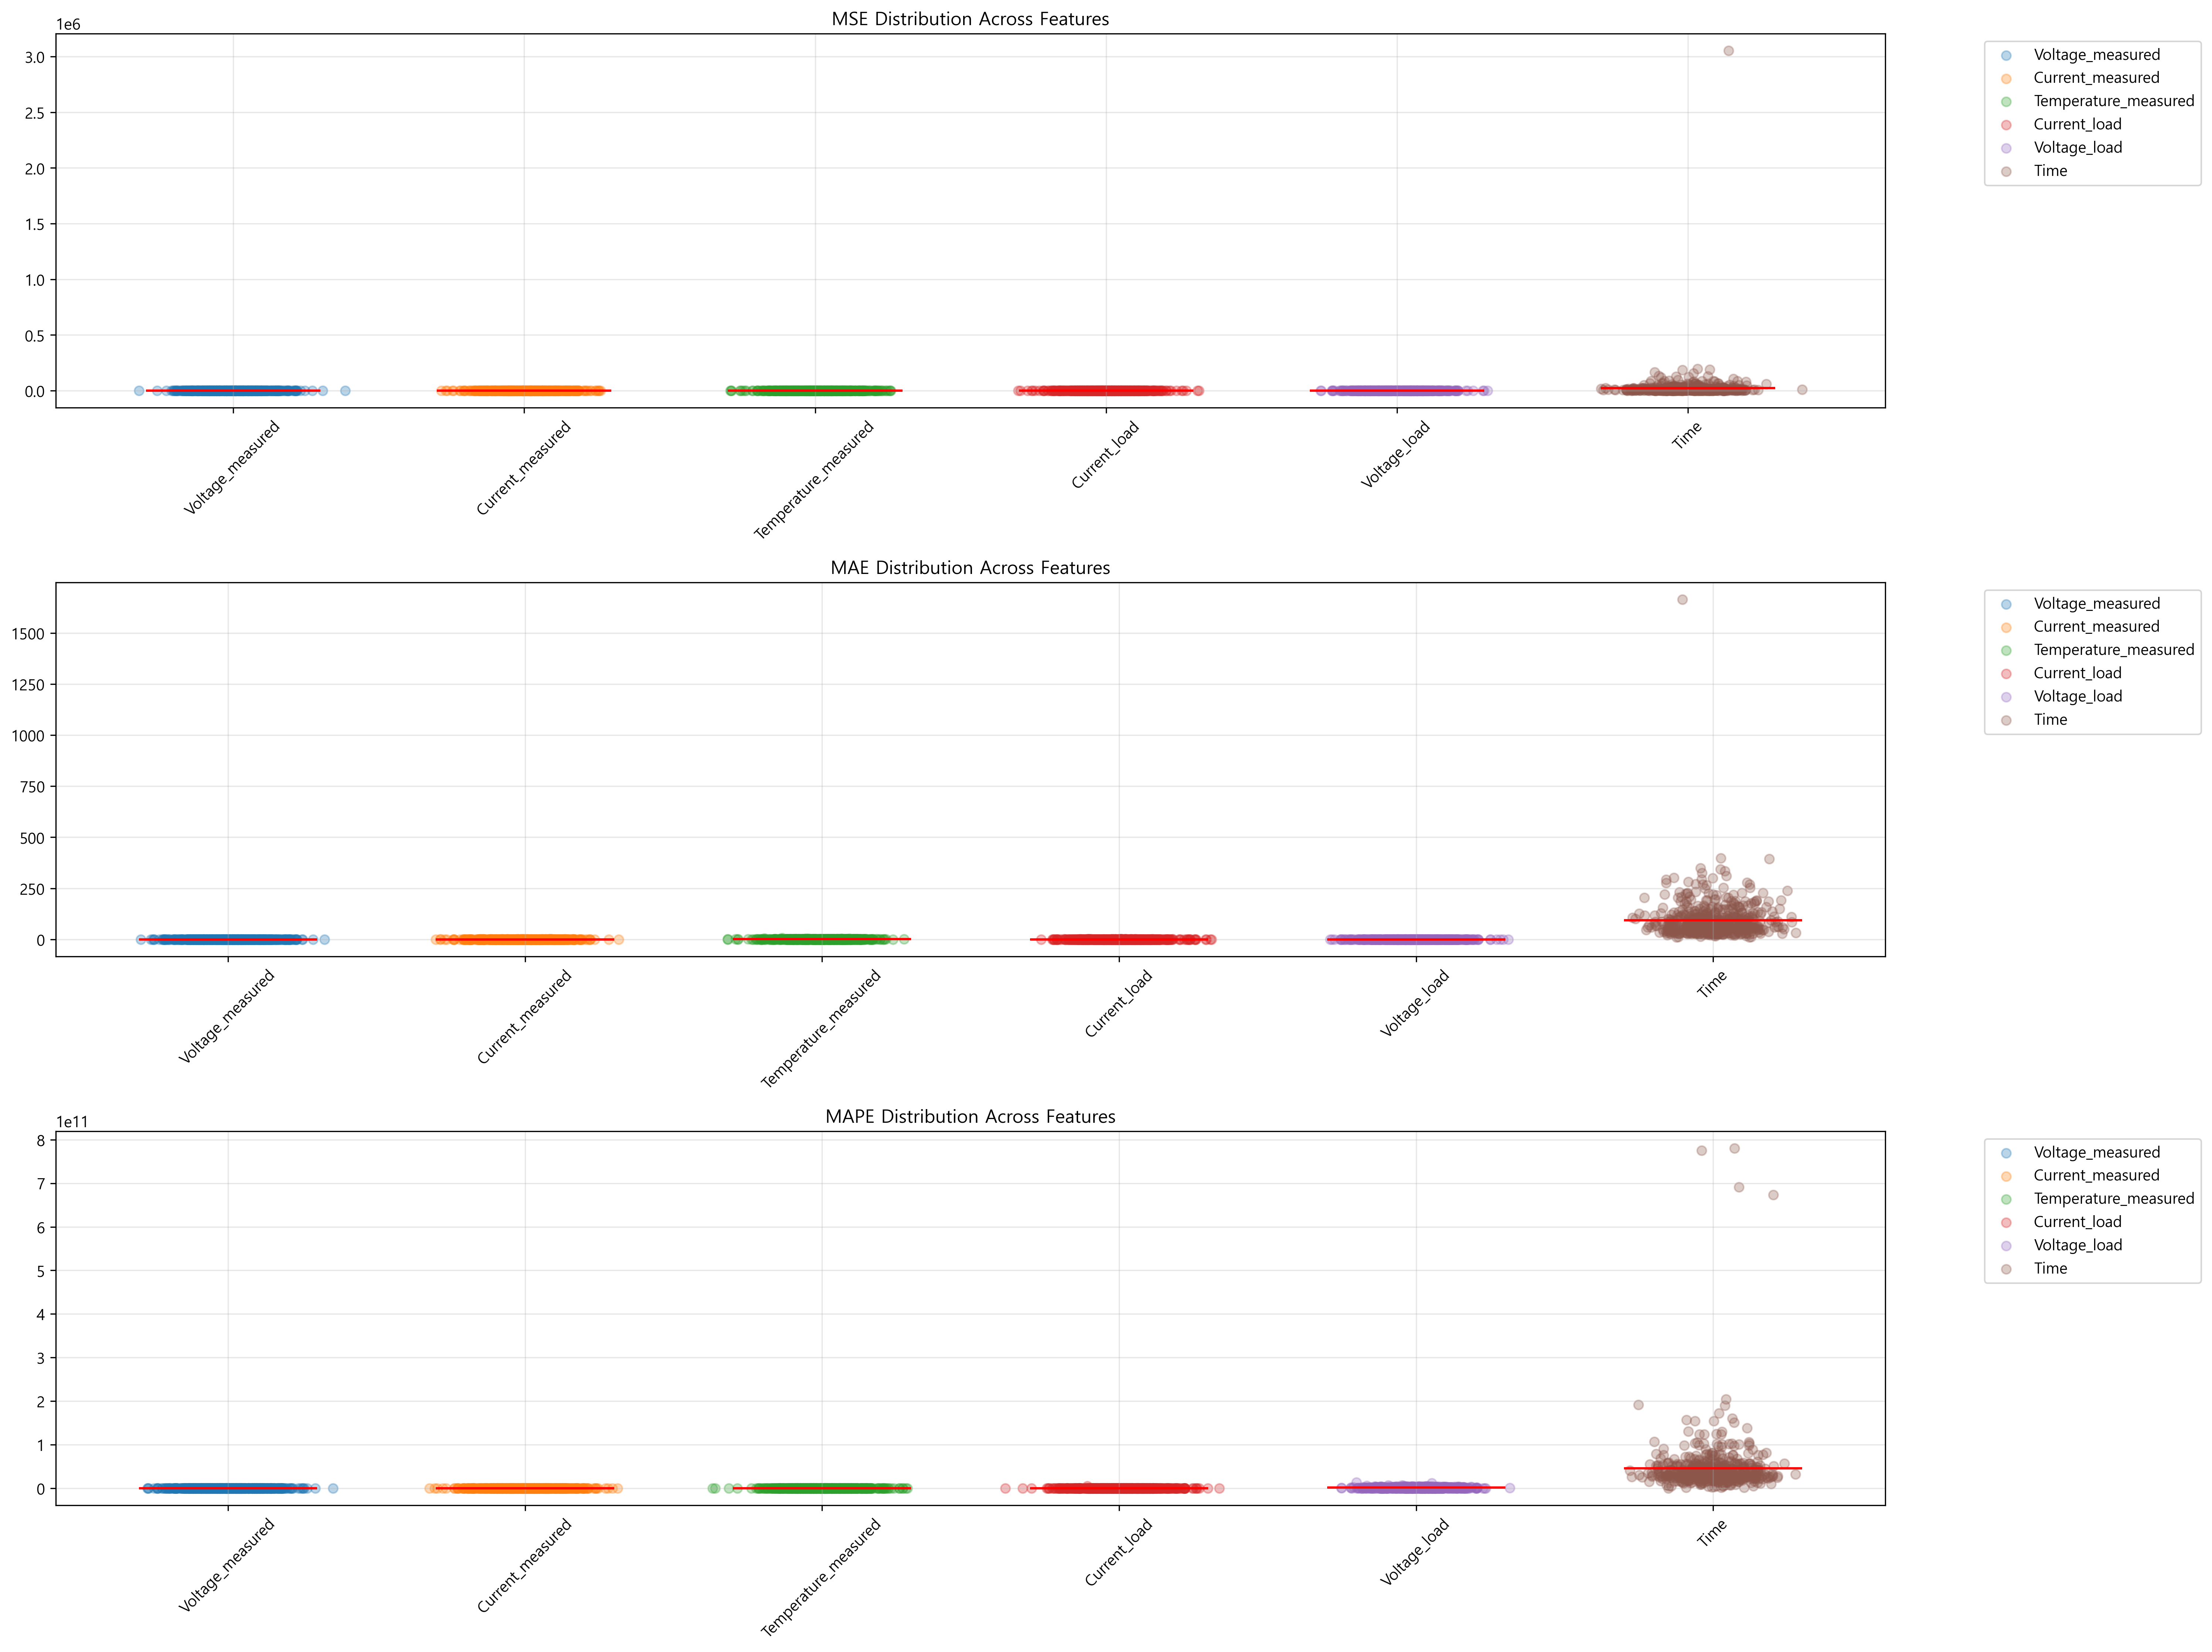 MSE Distribution Across Features
1e6
3.0
2.5
2.0
1.5
1.0
0.5
0.0
Voltage_measured
Current_measured
Temperature_measured
Current_load
Voltage_load
Time
Voltage_measured
Current_measured
Temperature_measured
Current_load
Voltage_load
Time
MAE Distribution Across Features
1500
1250
1000
750
500
250
0
Voltage_measured
Current_measured
Temperature_measured
Current_load
Voltage_load
Time
Voltage_measured
Current_measured
Temperature_measured
Current_load
Voltage_load
Time
MAPE Distribution Across Features
1e11
8
7
6
5
4
3
2
1
0
Voltage_measured
Current_measured
Temperature_measured
Current_load
Voltage_load
Time
Voltage_measured
Current_measured
Temperature_measured
Current_load
Voltage_load
Time